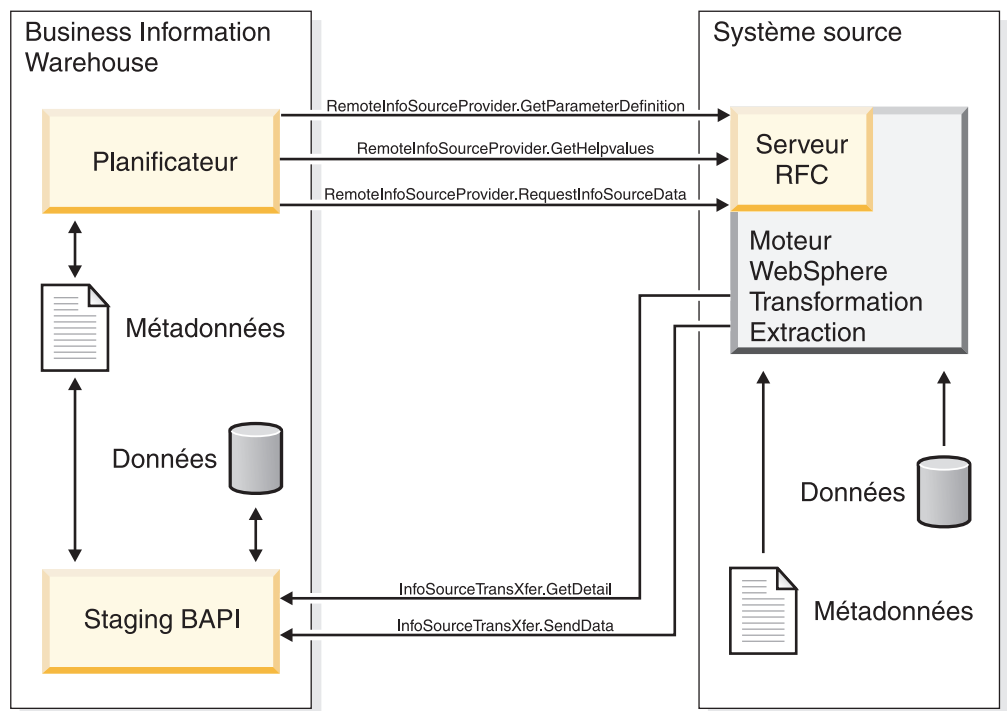 Business Information
Warehouse
Système source
RemoteInfoSourceProvider.GetParameterDefinition
Planificateur
RemoteInfoSourceProvider.GetHelpvalues
Serveur
RFC
RemoteInfoSourceProvider.RequestInfoSourceData
Moteur
WebSphere
Transformation
Extraction
Métadonnées
Données
Données
Staging BAPI
InfoSourceTransXfer.GetDetail
InfoSourceTransXfer.SendData
Métadonnées